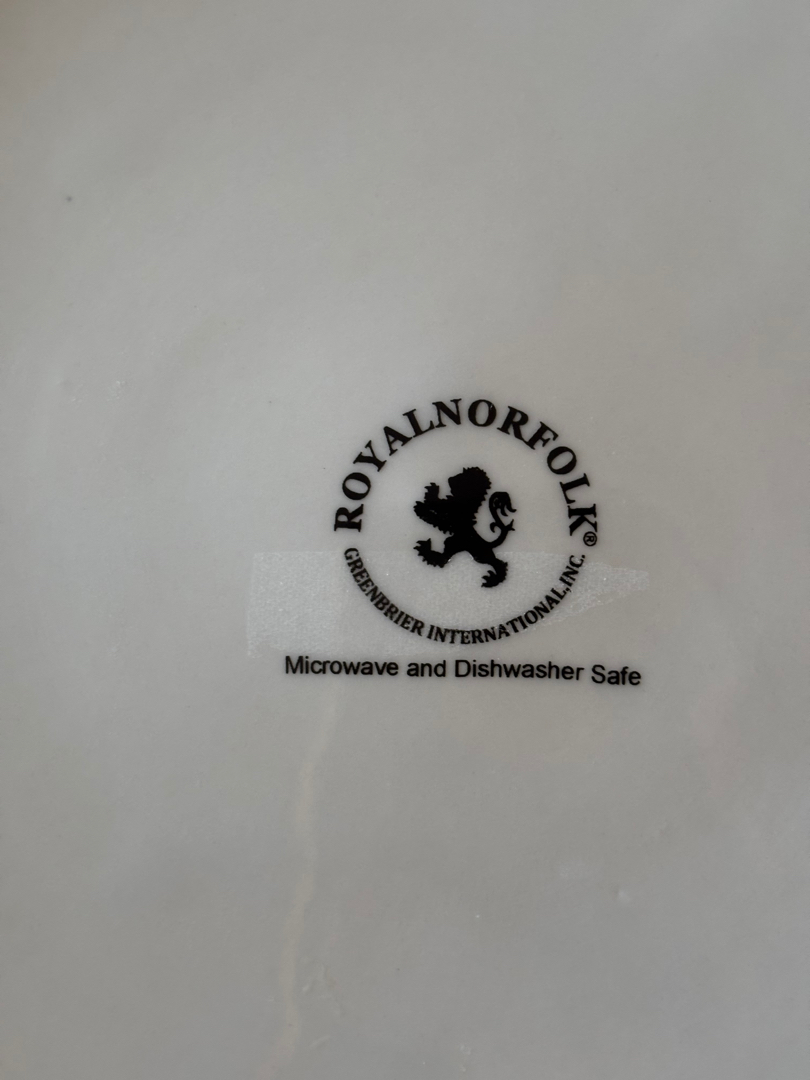 ROYALNORFOLK®
GREENBRIER INTERNATIONAL,INC.
Microwave and Dishwasher Safe